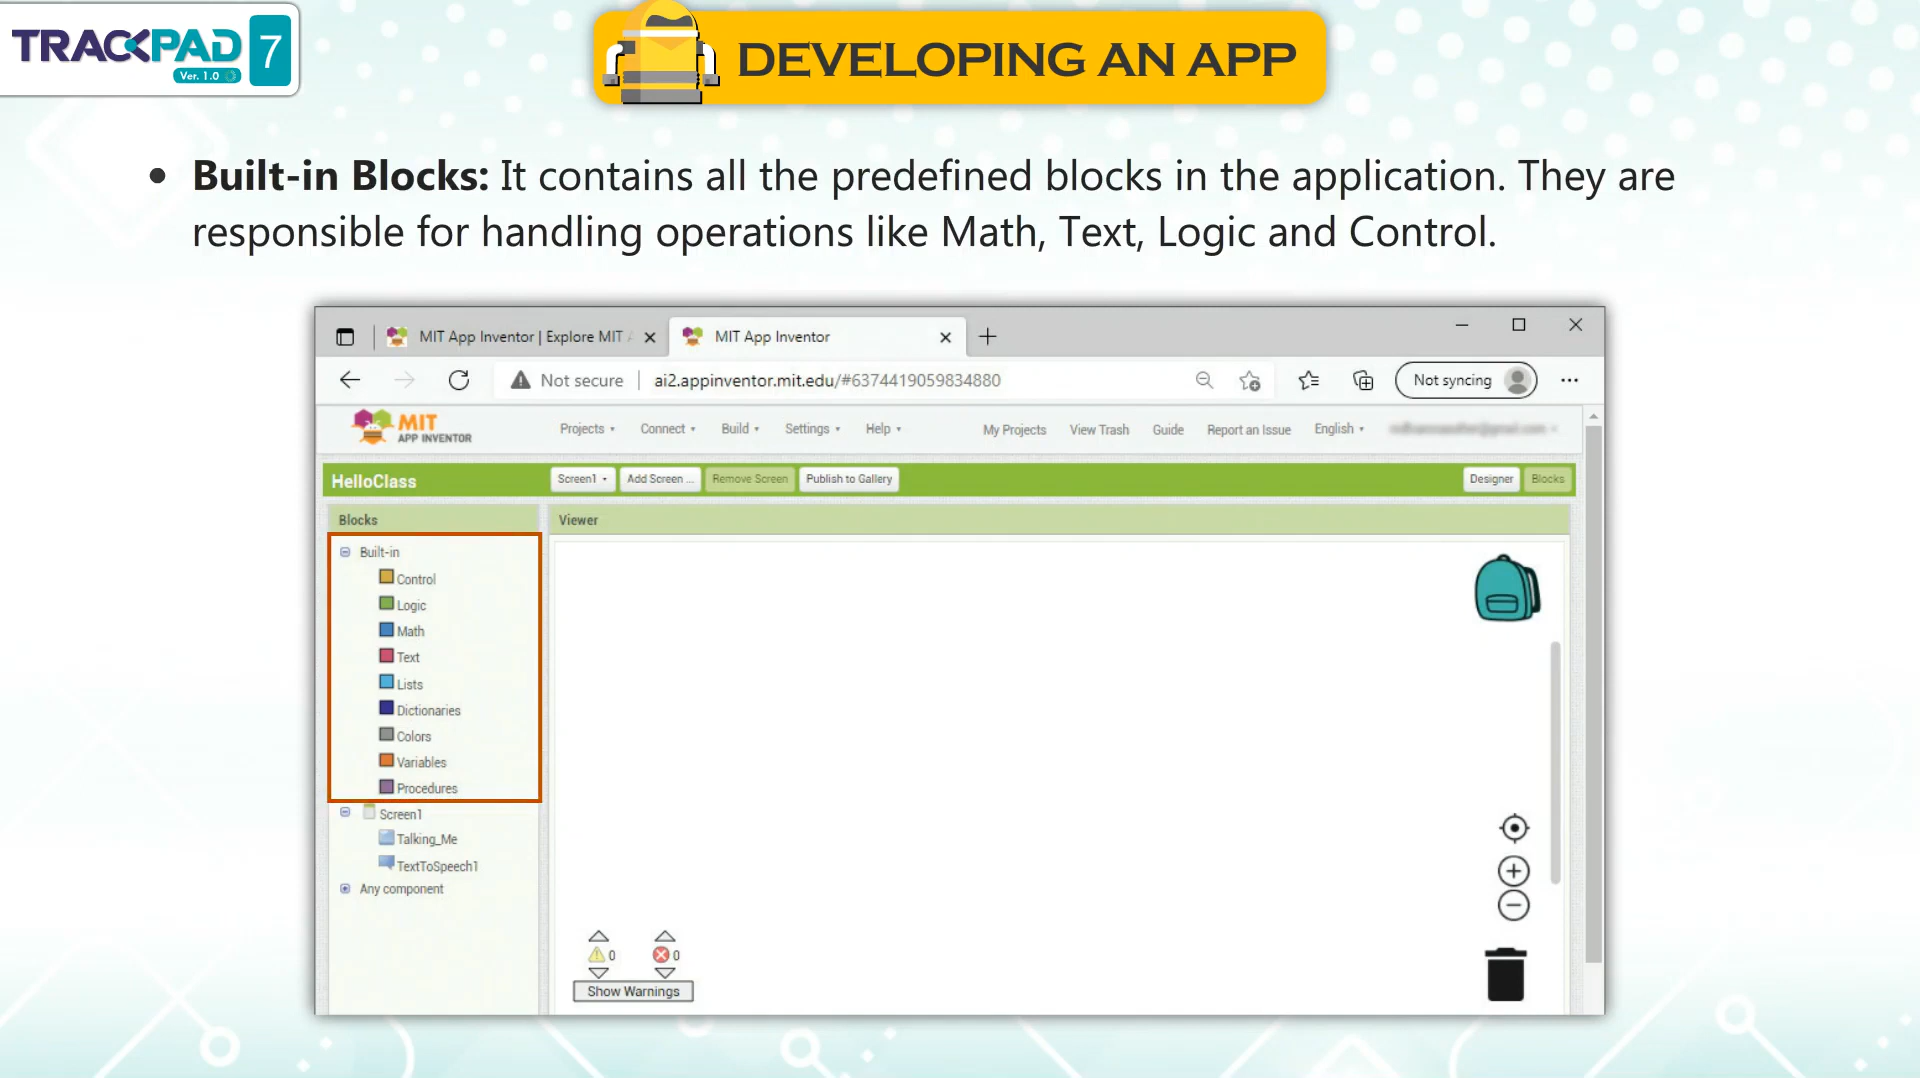 TRACKPAD 7
Ver. 1.0
DEVELOPING AN APP
• Built-in Blocks: It contains all the predefined blocks in the application. They are
responsible for handling operations like Math, Text, Logic and Control.
MIT App Inventor | Explore MIT
MIT App Inventor
Not secure
ai2.appinventor.mit.edu/#6374419059834880
Not syncing
MIT
APP INVENTOR
Projects
Connect
Build
Settings
Help
My Projects
View Trash
Guide
Report an Issue
English
HelloClass
Screen1
Add Screen ...
Remove Screen
Publish to Gallery
Designer
Blocks
Blocks
Viewer
Built-in
Control
Logic
Math
Text
Lists
Dictionaries
Colors
Variables
Procedures
Screen1
Talking_Me
TextToSpeech1
Any component
0
0
Show Warnings